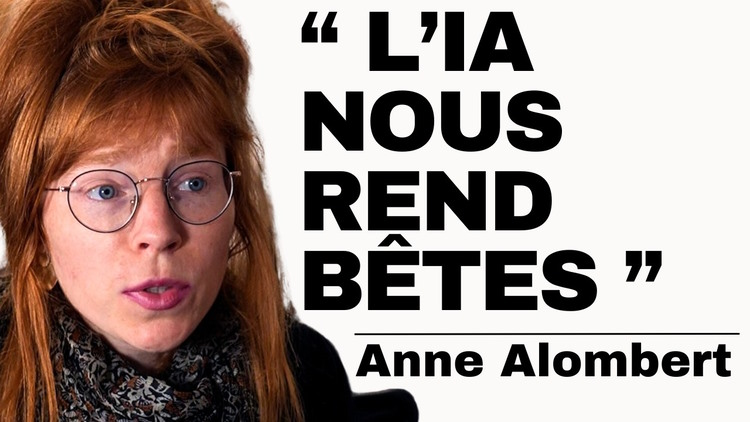 “ L’IA
NOUS
REND
BÊTES ”
Anne Alombert